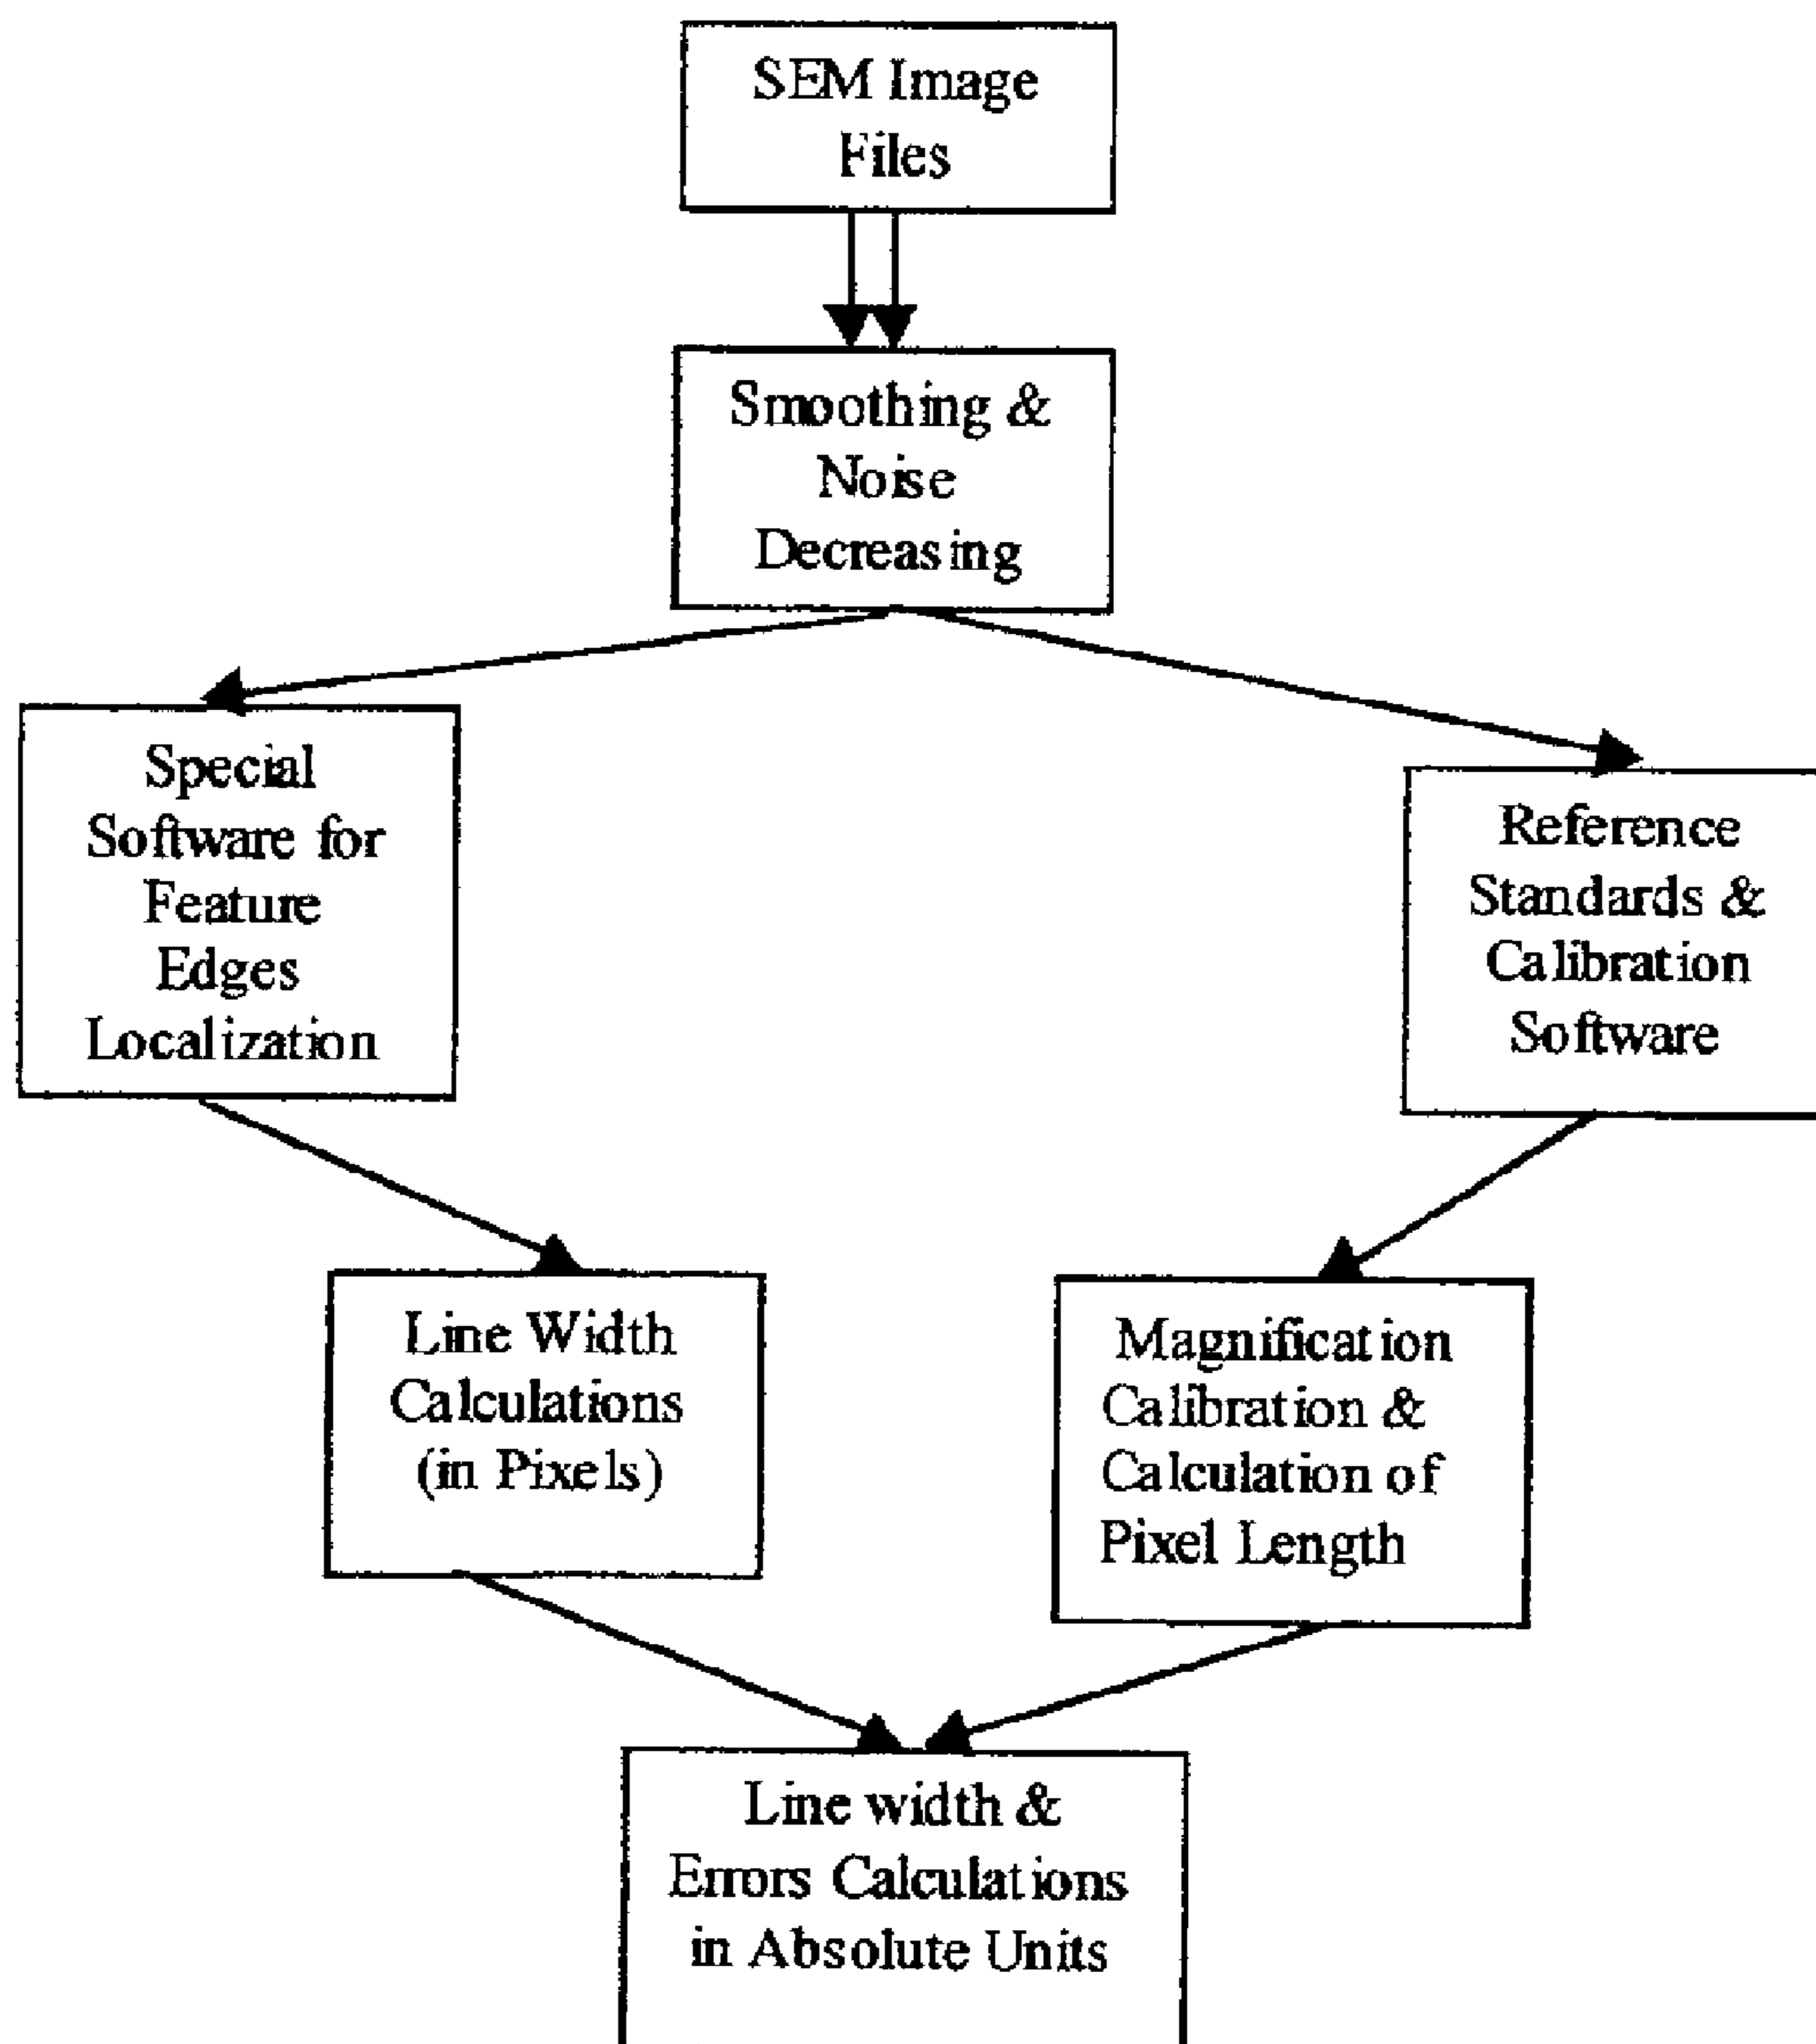 SEM Image
Files
Smoothing &
Noise
Decreasing
Special
Software for
Feature
Edges
Localization
Reference
Standards &
Calibration
Software
Line Width
Calculations
(in Pixels)
Magnification
Calibration &
Calculation of
Pixel Length
Line width &
Errors Calculations
in Absolute Units